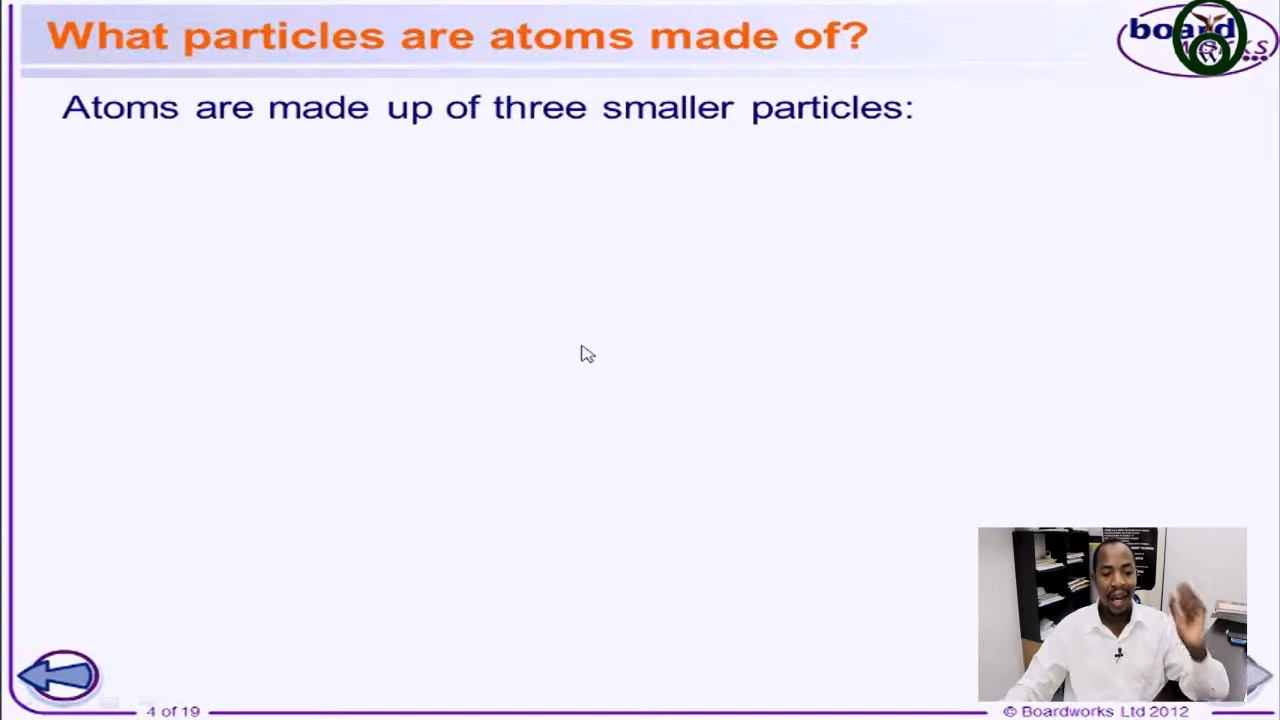 What particles are atoms made of?
board
Atoms are made up of three smaller particles:
4 of 19
© Boardworks Ltd 2012